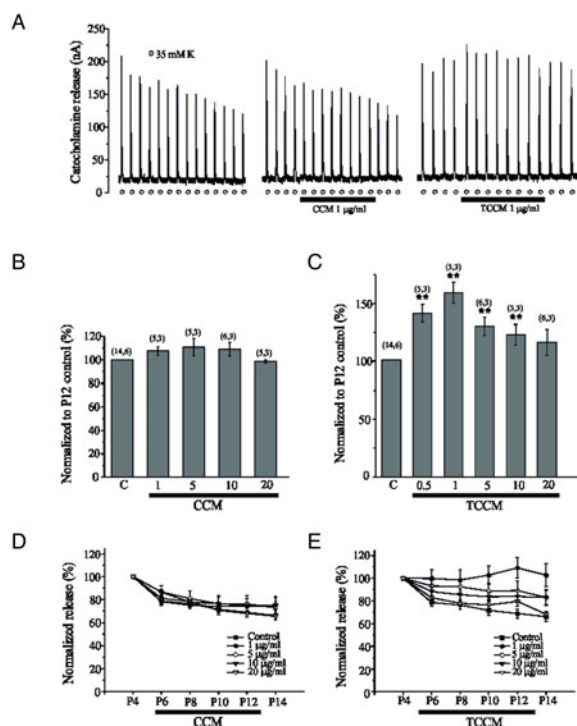 A
Catecholamine release (nA)
250
200
150
100
50
25
0
35 mM K
CCM 1 µg/ml
TCCM 1 µg/ml
B
Normalized to P12 control (%)
120
100
80
60
40
20
0
(14,6)
(5,3)
(5,3)
(6,3)
(5,3)
C 1 5 10 20
CCM
C
Normalized to P12 control (%)
150
100
50
0
(14,6)
(5,3)
**
(5,3)
**
(6,3)
**
(5,3)
**
(6,3)
C 0.5 1 5 10 20
TCCM
D
Normalized release (%)
120
100
80
60
40
20
0
Control
1 µg/ml
5 µg/ml
10 µg/ml
20 µg/ml
P4 P6 P8 P10 P12 P14
CCM
E
Normalized release (%)
120
100
80
60
40
20
0
Control
1 µg/ml
5 µg/ml
10 µg/ml
20 µg/ml
P4 P6 P8 P10 P12 P14
TCCM